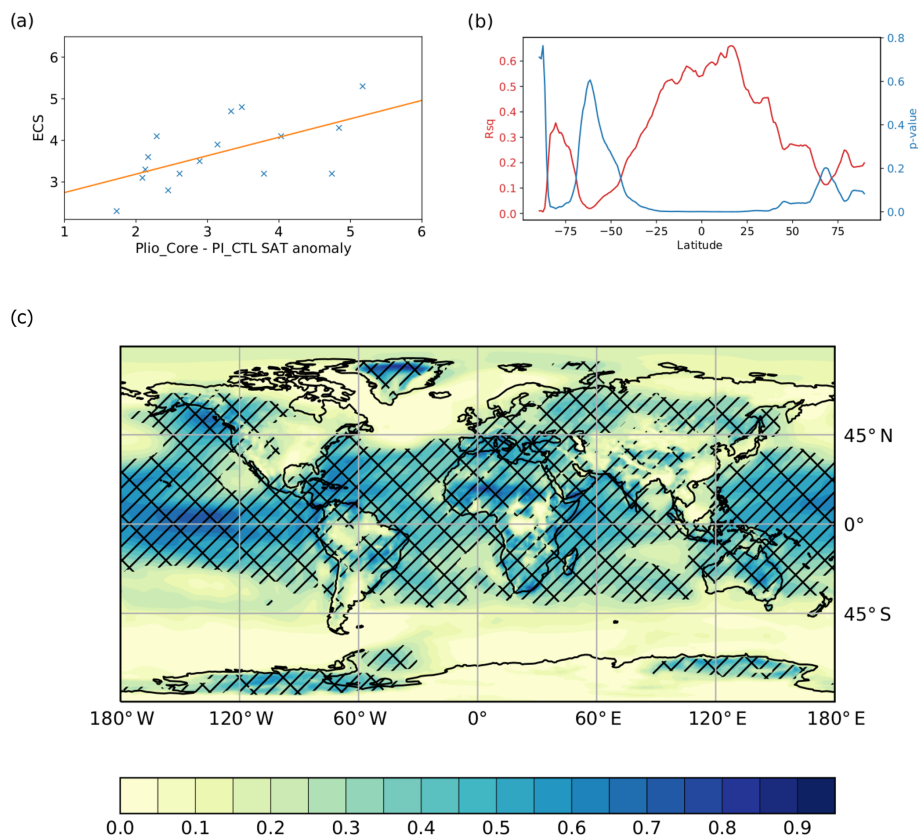 (a)
6
5
4
3
ECS
1 2 3 4 5 6
Plio_Core - PI_CTL SAT anomaly
(b)
0.6
0.5
0.4
0.3
0.2
0.1
0.0
Rsq
0.8
0.6
0.4
0.2
0.0
p-value
−75 −50 −25 0 25 50 75
Latitude
(c)
45° N
0°
45° S
180° W 120° W 60° W 0° 60° E 120° E 180° E
0.0 0.1 0.2 0.3 0.4 0.5 0.6 0.7 0.8 0.9